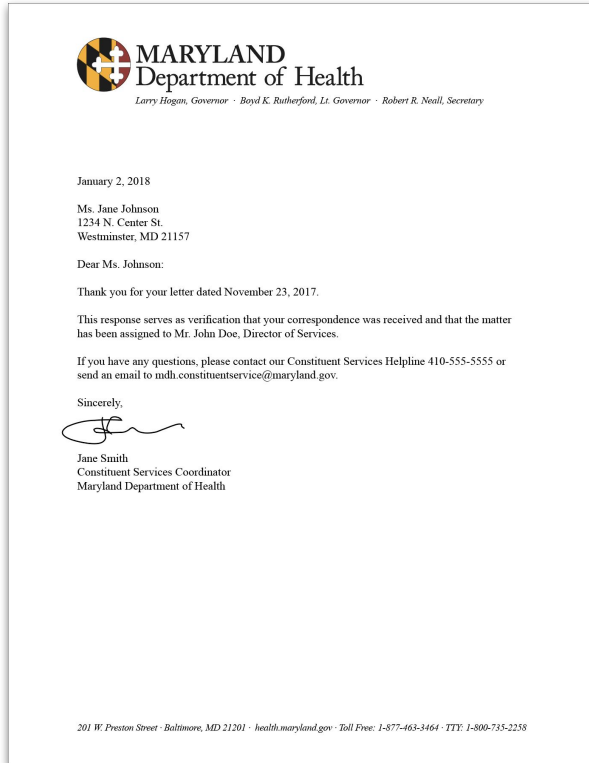 MARYLAND
Department of Health
Larry Hogan, Governor · Boyd K. Rutherford, Lt. Governor · Robert R. Neall, Secretary
January 2, 2018
Ms. Jane Johnson
1234 N. Center St.
Westminster, MD 21157
Dear Ms. Johnson:
Thank you for your letter dated November 23, 2017.
This response serves as verification that your correspondence was received and that the matter
has been assigned to Mr. John Doe, Director of Services.
If you have any questions, please contact our Constituent Services Helpline 410-555-5555 or
send an email to mdh.constituentservice@maryland.gov.
Sincerely,
Jane Smith
Constituent Services Coordinator
Maryland Department of Health
201 W. Preston Street · Baltimore, MD 21201 · health.maryland.gov · Toll Free: 1-877-463-3464 · TTY: 1-800-735-2258